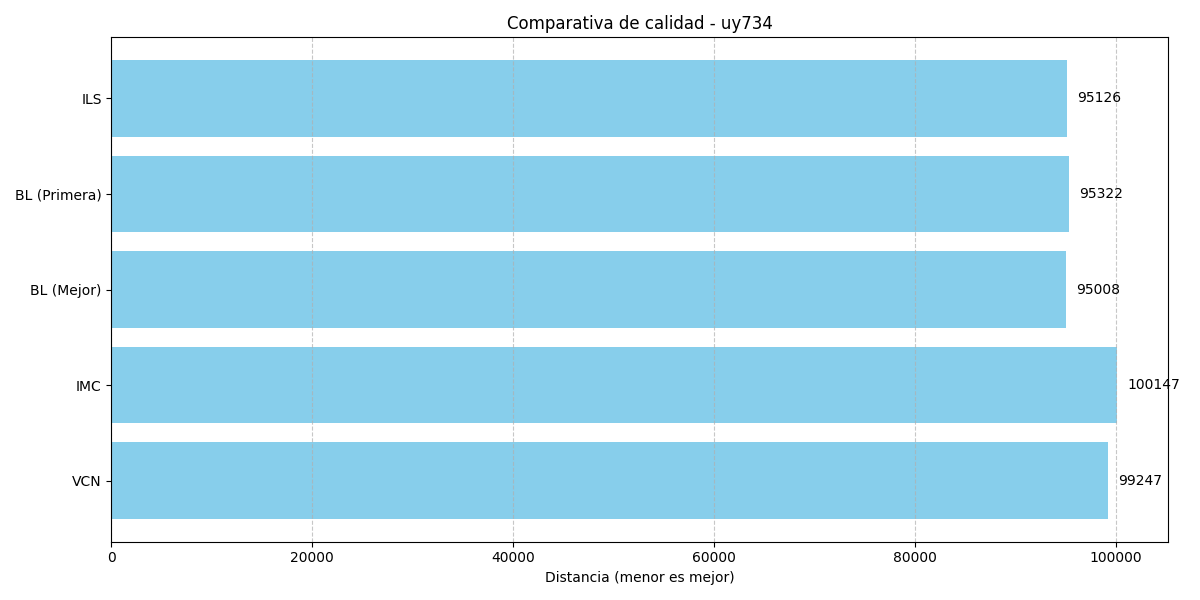 Comparativa de calidad - uy734
ILS
95126
BL (Primera)
95322
BL (Mejor)
95008
IMC
100147
VCN
99247
0 20000 40000 60000 80000 100000
Distancia (menor es mejor)